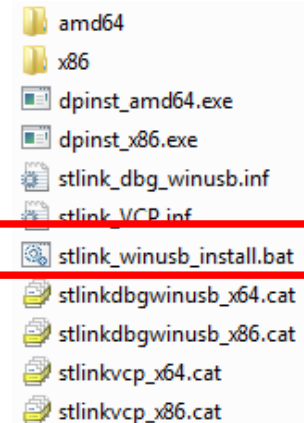 amd64
x86
dpinst_amd64.exe
dpinst_x86.exe
stlink_dbg_winusb.inf
stlink_VCP.inf
stlink_winusb_install.bat
stlinkdbgwinusb_x64.cat
stlinkdbgwinusb_x86.cat
stlinkvcp_x64.cat
stlinkvcp_x86.cat